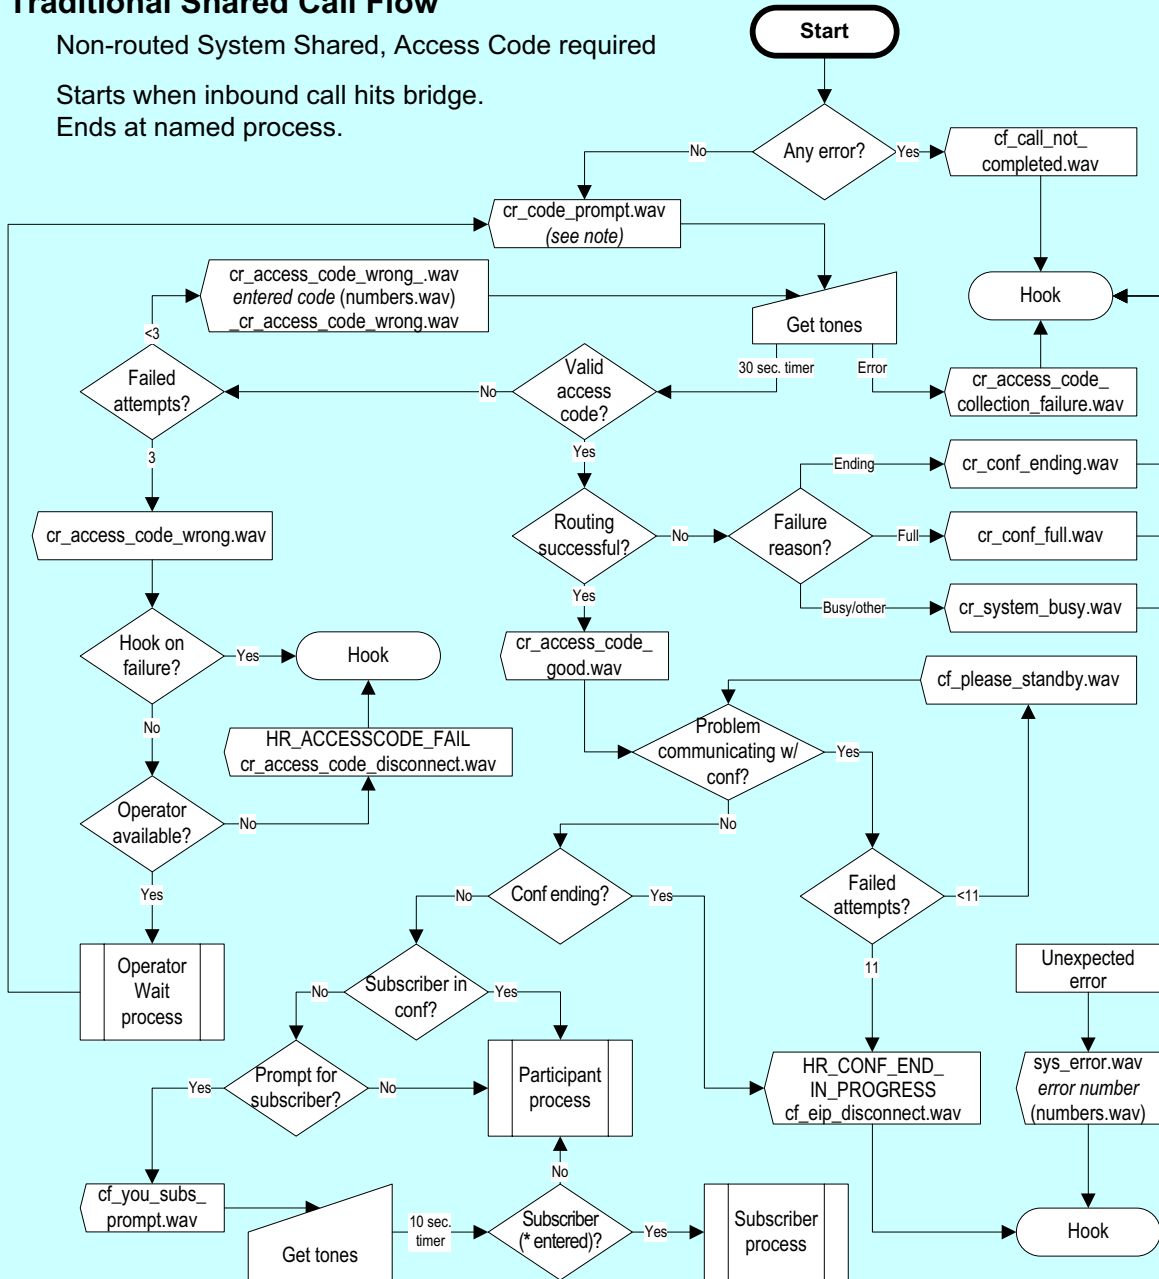 Traditional Shared Call Flow
Non-routed System Shared, Access Code required
Starts when inbound call hits bridge.
Ends at named process.
Start
Any error?
No
Yes
cf_call_not_
completed.wav
cr_code_prompt.wav
(see note)
cr_access_code_wrong_.wav
entered code (numbers.wav)
_cr_access_code_wrong.wav
Get tones
Hook
<3
30 sec. timer
Error
Failed
attempts?
No
Valid
access
code?
cr_access_code_
collection_failure.wav
3
Yes
Ending
cr_conf_ending.wav
cr_access_code_wrong.wav
Routing
successful?
No
Failure
reason?
Full
cr_conf_full.wav
Yes
Busy/other
cr_system_busy.wav
Hook on
failure?
Yes
Hook
cr_access_code_
good.wav
cf_please_standby.wav
No
HR_ACCESSCODE_FAIL
cr_access_code_disconnect.wav
Problem
communicating w/
conf?
Yes
Operator
available?
No
No
Yes
No
Conf ending?
Yes
Failed
attempts?
<11
Operator
Wait
process
No
Subscriber in
conf?
Yes
11
Unexpected
error
Yes
Prompt for
subscriber?
No
Participant
process
HR_CONF_END_
IN_PROGRESS
cf_eip_disconnect.wav
sys_error.wav
error number
(numbers.wav)
No
cf_you_subs_
prompt.wav
Get tones
10 sec.
timer
Subscriber
(* entered)?
Yes
Subscriber
process
Hook